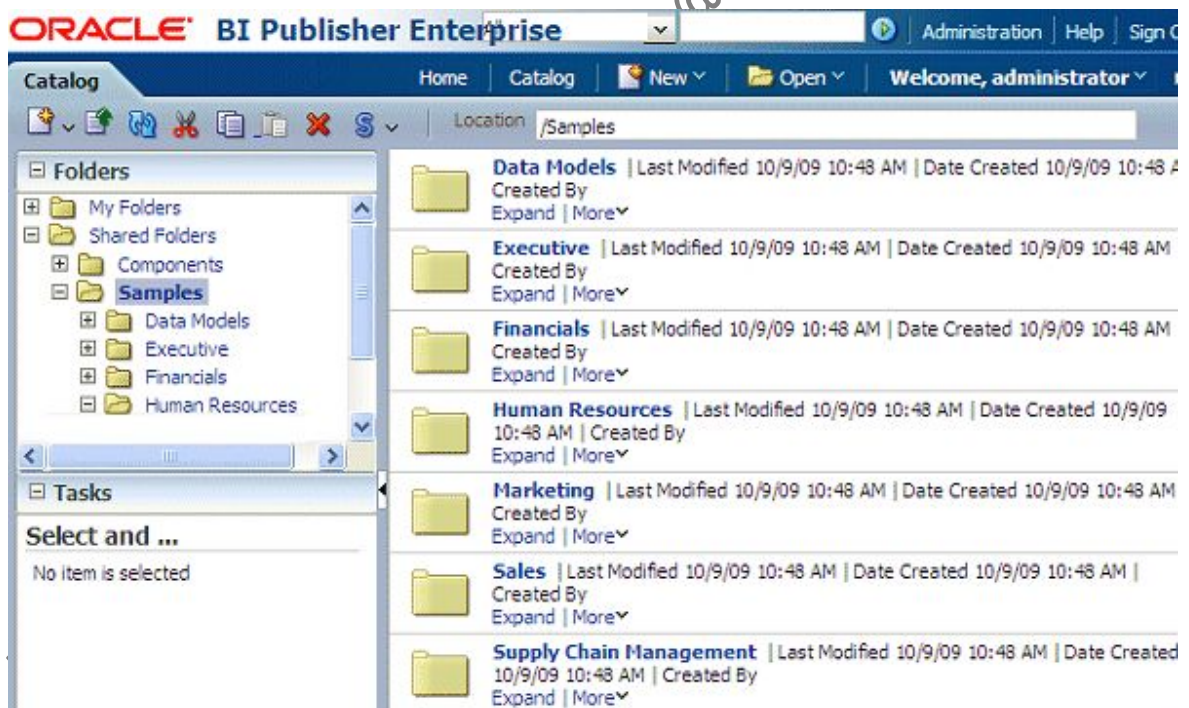 ORACLE BI Publisher Enterprise
Administration | Help | Sign
Catalog
Home | Catalog | New | Open | Welcome, administrator
Location /Samples
Folders
My Folders
Shared Folders
Components
Samples
Data Models
Executive
Financials
Human Resources
Tasks
Select and ...
No item is selected
Data Models | Last Modified 10/9/09 10:48 AM | Date Created 10/9/09 10:48
Created By
Expand | More
Executive | Last Modified 10/9/09 10:48 AM | Date Created 10/9/09 10:48 AM
Created By
Expand | More
Financials | Last Modified 10/9/09 10:48 AM | Date Created 10/9/09 10:48 AM
Created By
Expand | More
Human Resources | Last Modified 10/9/09 10:48 AM | Date Created 10/9/09
10:48 AM | Created By
Expand | More
Marketing | Last Modified 10/9/09 10:48 AM | Date Created 10/9/09 10:48 AM
Created By
Expand | More
Sales | Last Modified 10/9/09 10:48 AM | Date Created 10/9/09 10:48 AM |
Created By
Expand | More
Supply Chain Management | Last Modified 10/9/09 10:48 AM | Date Created
10/9/09 10:48 AM | Created By
Expand | More